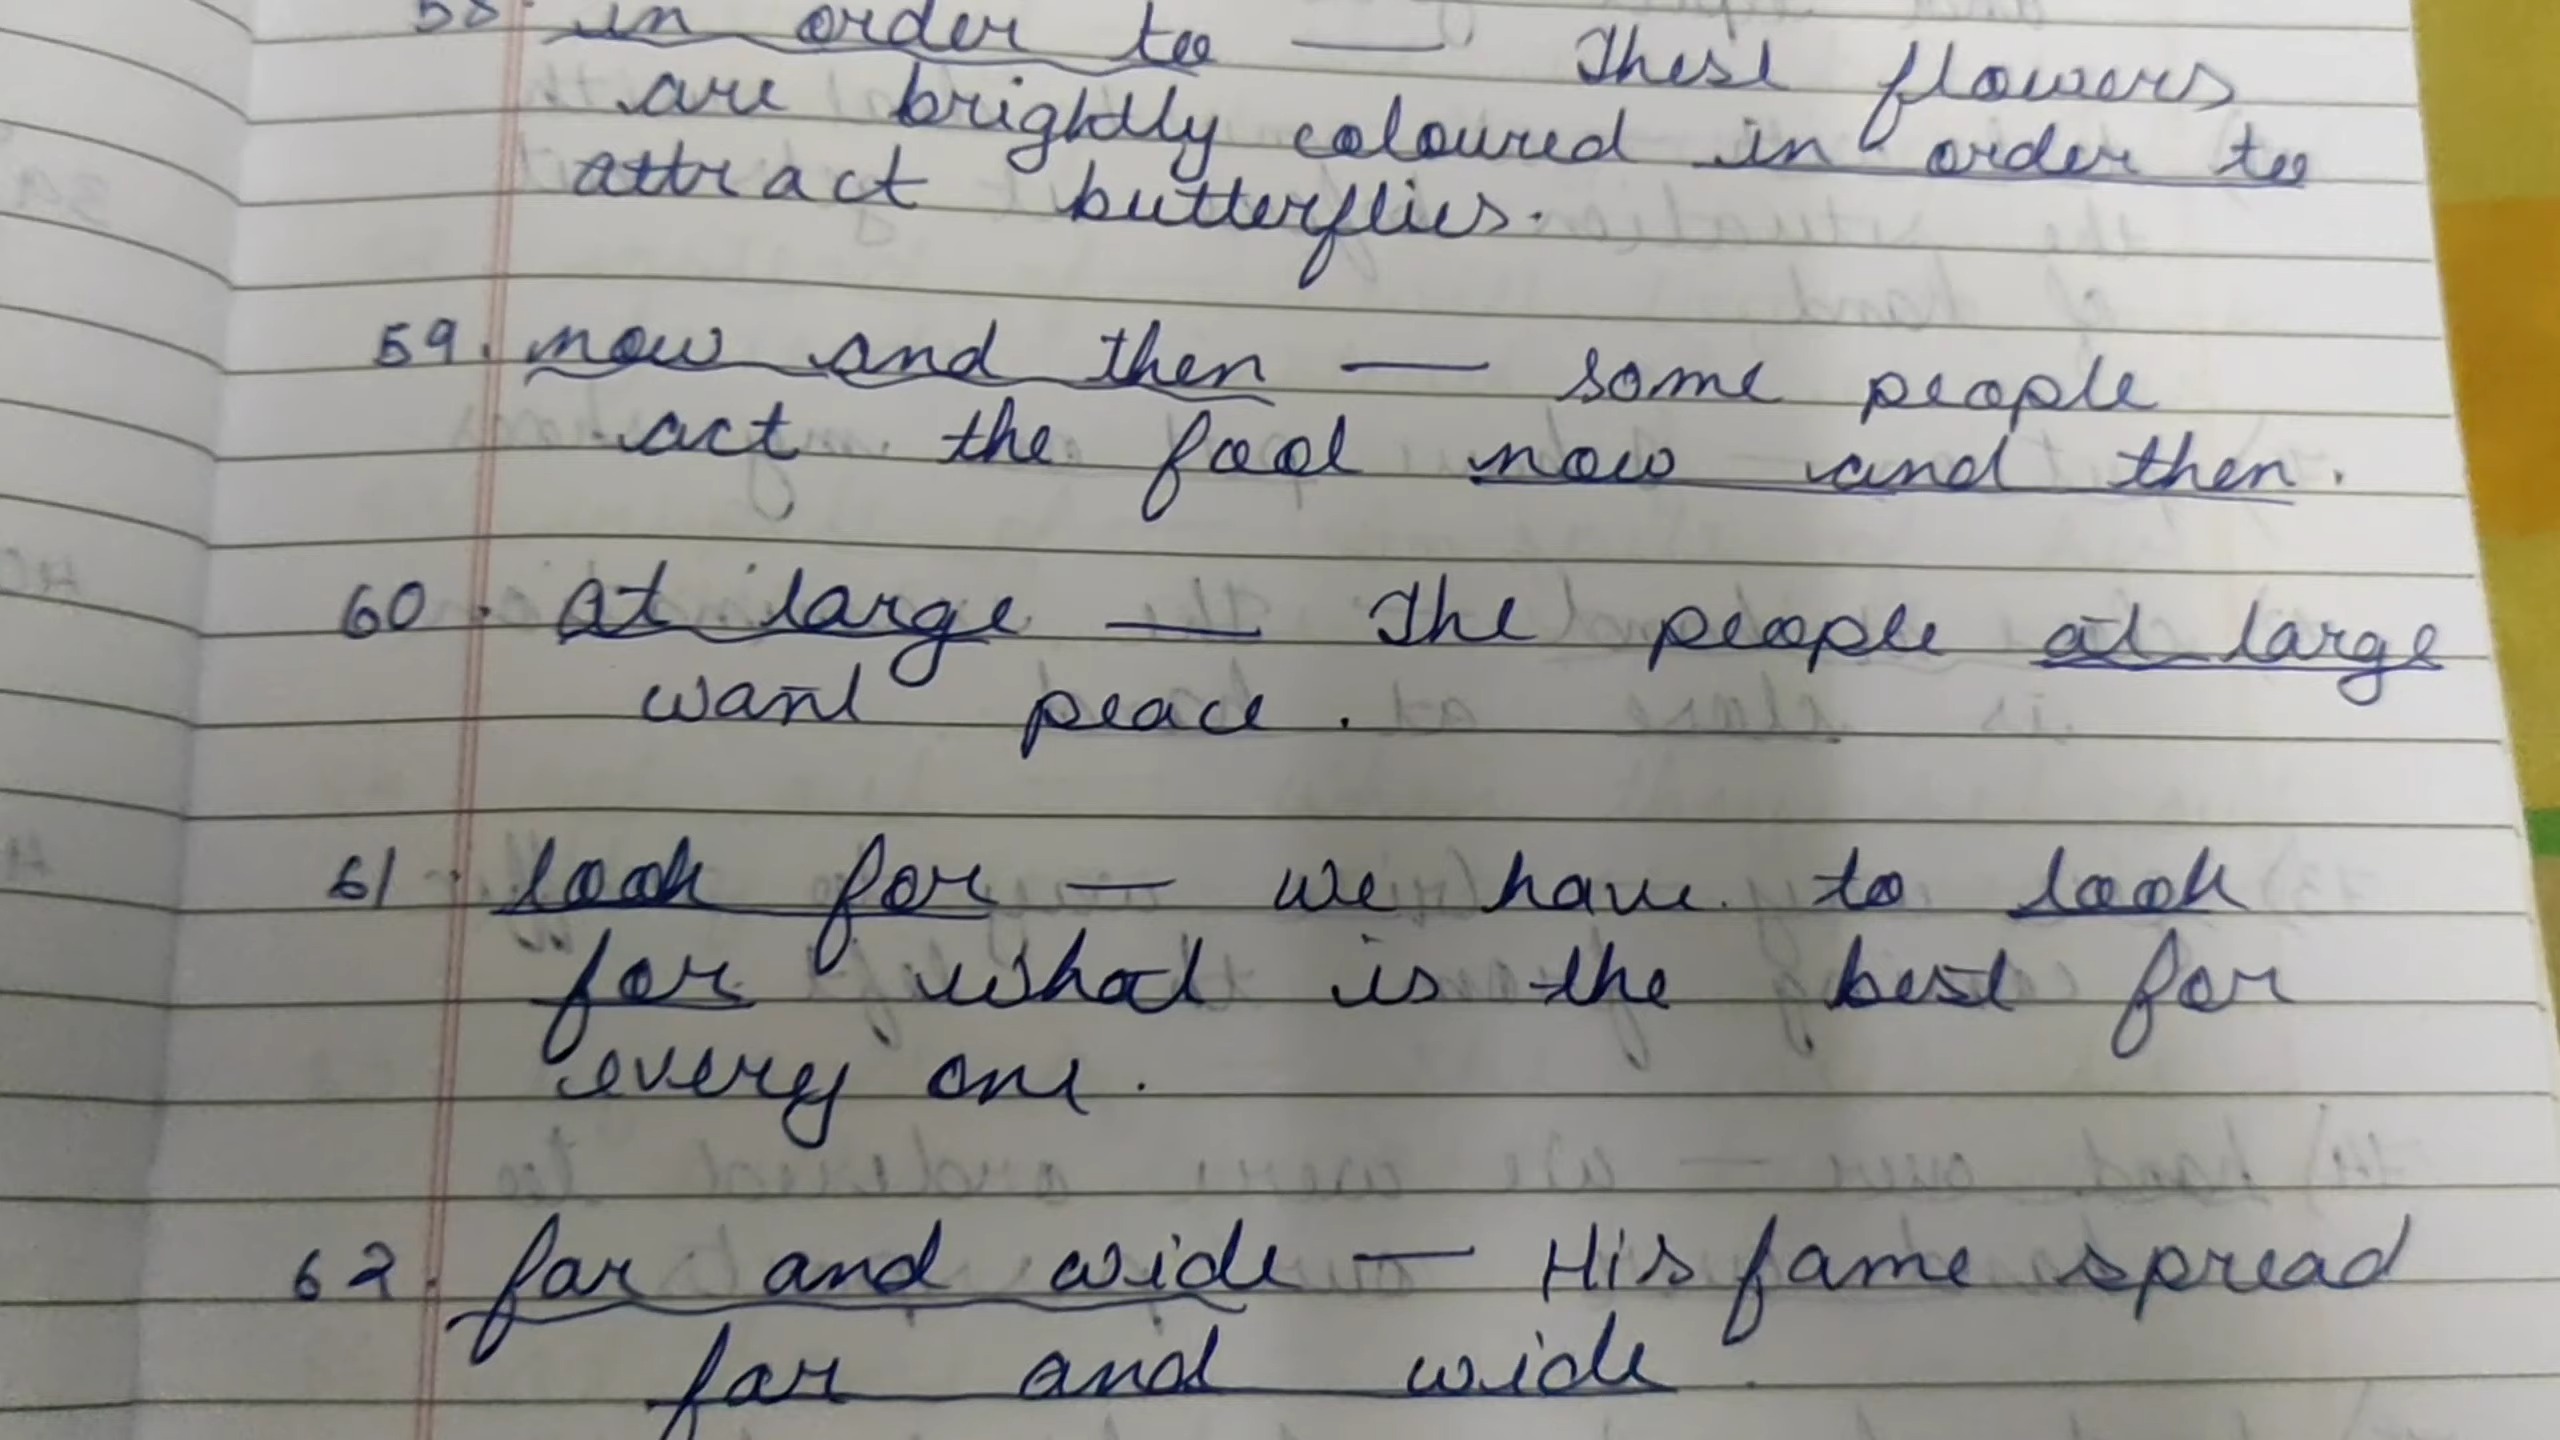 58. in order to — These flowers
are brightly coloured in order to
attract butterflies.
59. now and then — some people
act the fool now and then.
60. At large — The people at large
want peace.
61. look for — we have to look
for what is the best for
every one.
62. far and wide — His fame spread
far and wide.